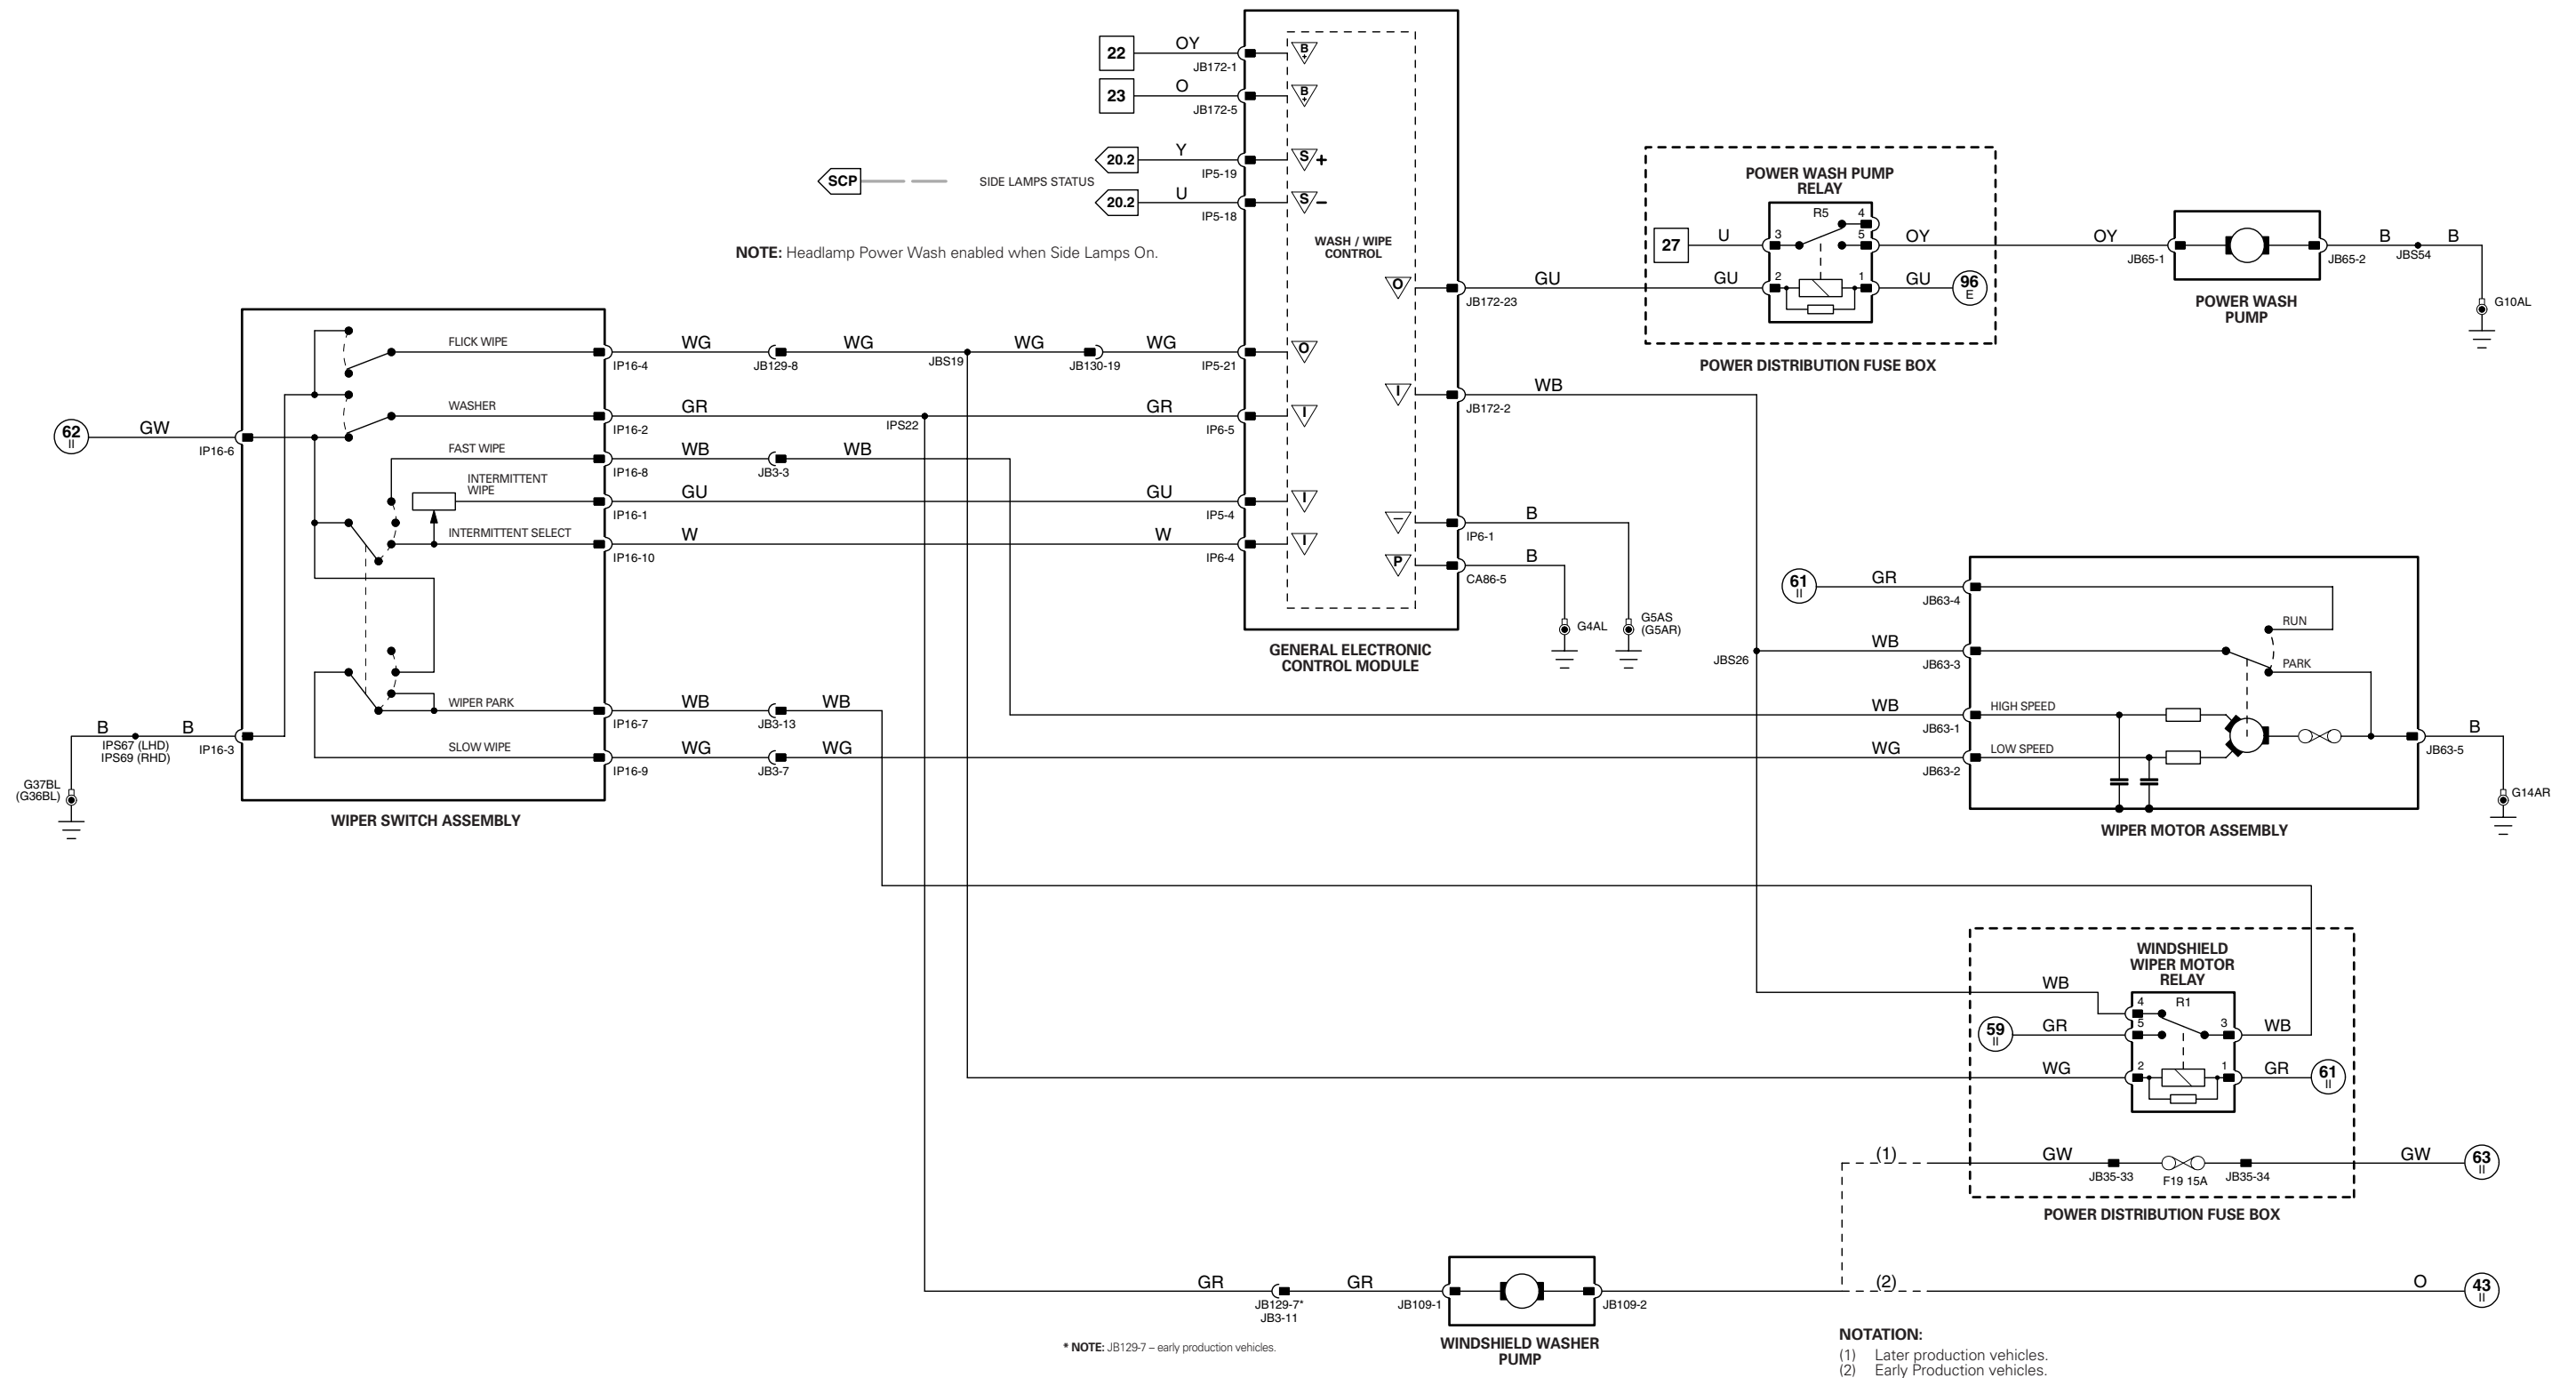 22
OY
JB172-1
B
+
23
O
JB172-5
B
+
20.2
Y
IP5-19
S
+
SCP
SIDE LAMPS STATUS
20.2
U
IP5-18
S
–
NOTE: Headlamp Power Wash enabled when Side Lamps On.
WASH / WIPE
CONTROL
O
JB172-23
GU
I
JB172-2
WB
–
IP6-1
B
P
CA86-5
B
G4AL
G5AS
(G5AR)
GENERAL ELECTRONIC
CONTROL MODULE
POWER WASH PUMP
RELAY
R5
27
U
3
4
5
OY
GU
2
1
GU
96
E
POWER DISTRIBUTION FUSE BOX
OY
JB65-1
JB65-2
B
JBS54
B
G10AL
POWER WASH
PUMP
62
II
GW
IP16-6
FLICK WIPE
IP16-4
WG
JB129-8
WG
JBS19
WG
JB130-19
WG
IP5-21
O
WASHER
IP16-2
GR
IPS22
GR
IP6-5
I
FAST WIPE
IP16-8
WB
JB3-3
WB
INTERMITTENT
WIPE
IP16-1
GU
GU
IP5-4
I
INTERMITTENT SELECT
IP16-10
W
W
IP6-4
I
WIPER PARK
IP16-7
WB
JB3-13
WB
SLOW WIPE
IP16-9
WG
JB3-7
WG
B
IPS67 (LHD)
IPS69 (RHD)
B
IP16-3
G37BL
(G36BL)
WIPER SWITCH ASSEMBLY
61
II
GR
JB63-4
RUN
JBS26
WB
JB63-3
PARK
WB
JB63-1
HIGH SPEED
WG
JB63-2
LOW SPEED
JB63-5
B
G14AR
WIPER MOTOR ASSEMBLY
WINDSHIELD
WIPER MOTOR
RELAY
WB
4
R1
59
II
GR
5
3
WB
WG
2
1
GR
61
II
(1)
GW
JB35-33
F19 15A
JB35-34
GW
63
II
POWER DISTRIBUTION FUSE BOX
GR
JB129-7*
JB3-11
GR
JB109-1
JB109-2
(2)
O
43
II
WINDSHIELD WASHER
PUMP
* NOTE: JB129-7 – early production vehicles.
NOTATION:
(1) Later production vehicles.
(2) Early Production vehicles.